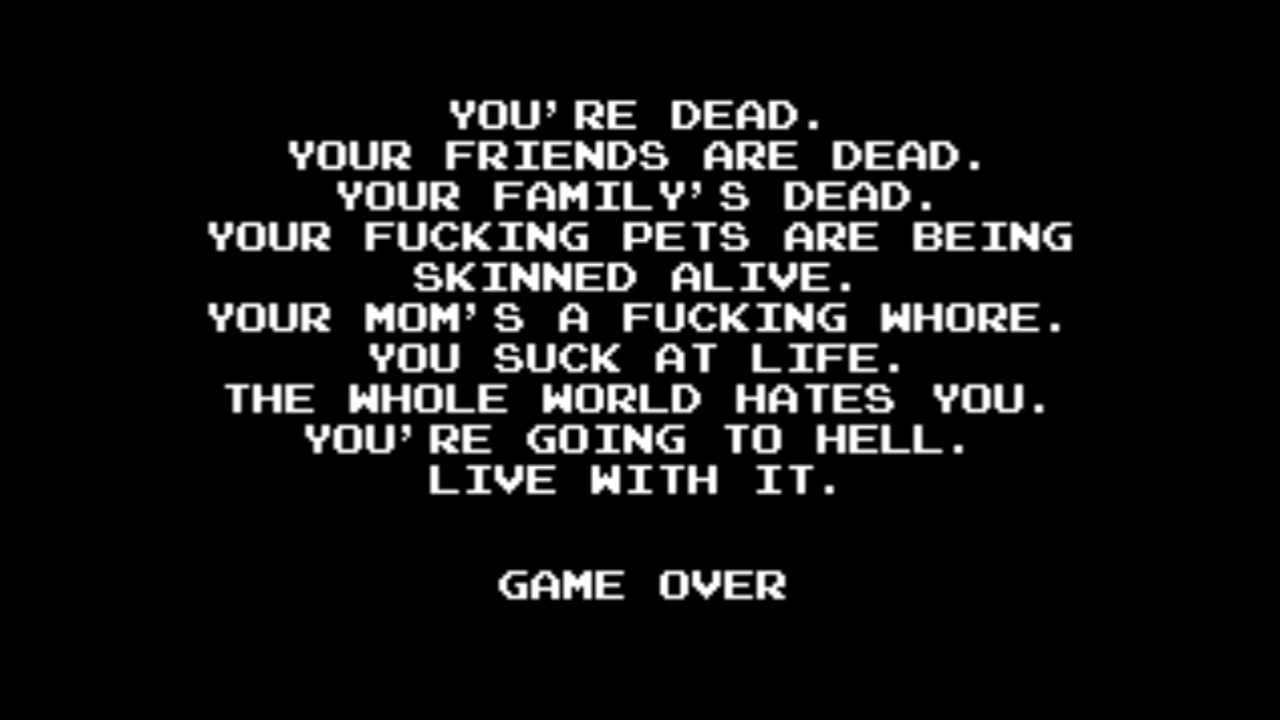 YOU'RE DEAD.
YOUR FRIENDS ARE DEAD.
YOUR FAMILY'S DEAD.
YOUR FUCKING PETS ARE BEING
SKINNED ALIVE.
YOUR MOM'S A FUCKING WHORE.
YOU SUCK AT LIFE.
THE WHOLE WORLD HATES YOU.
YOU'RE GOING TO HELL.
LIVE WITH IT.
GAME OVER